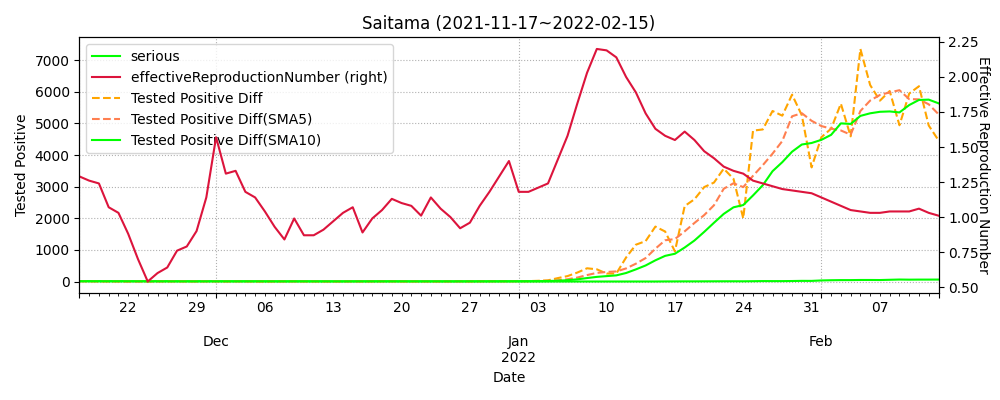 Saitama (2021-11-17~2022-02-15)
serious
effectiveReproductionNumber (right)
Tested Positive Diff
Tested Positive Diff(SMA5)
Tested Positive Diff(SMA10)
Tested Positive
7000
6000
5000
4000
3000
2000
1000
0
2.25
2.00
1.75
1.50
1.25
1.00
0.75
0.50
Effective Reproduction Number
22 29 06 13 20 27 03 10 17 24 31 07
Dec Jan Feb
2022
Date